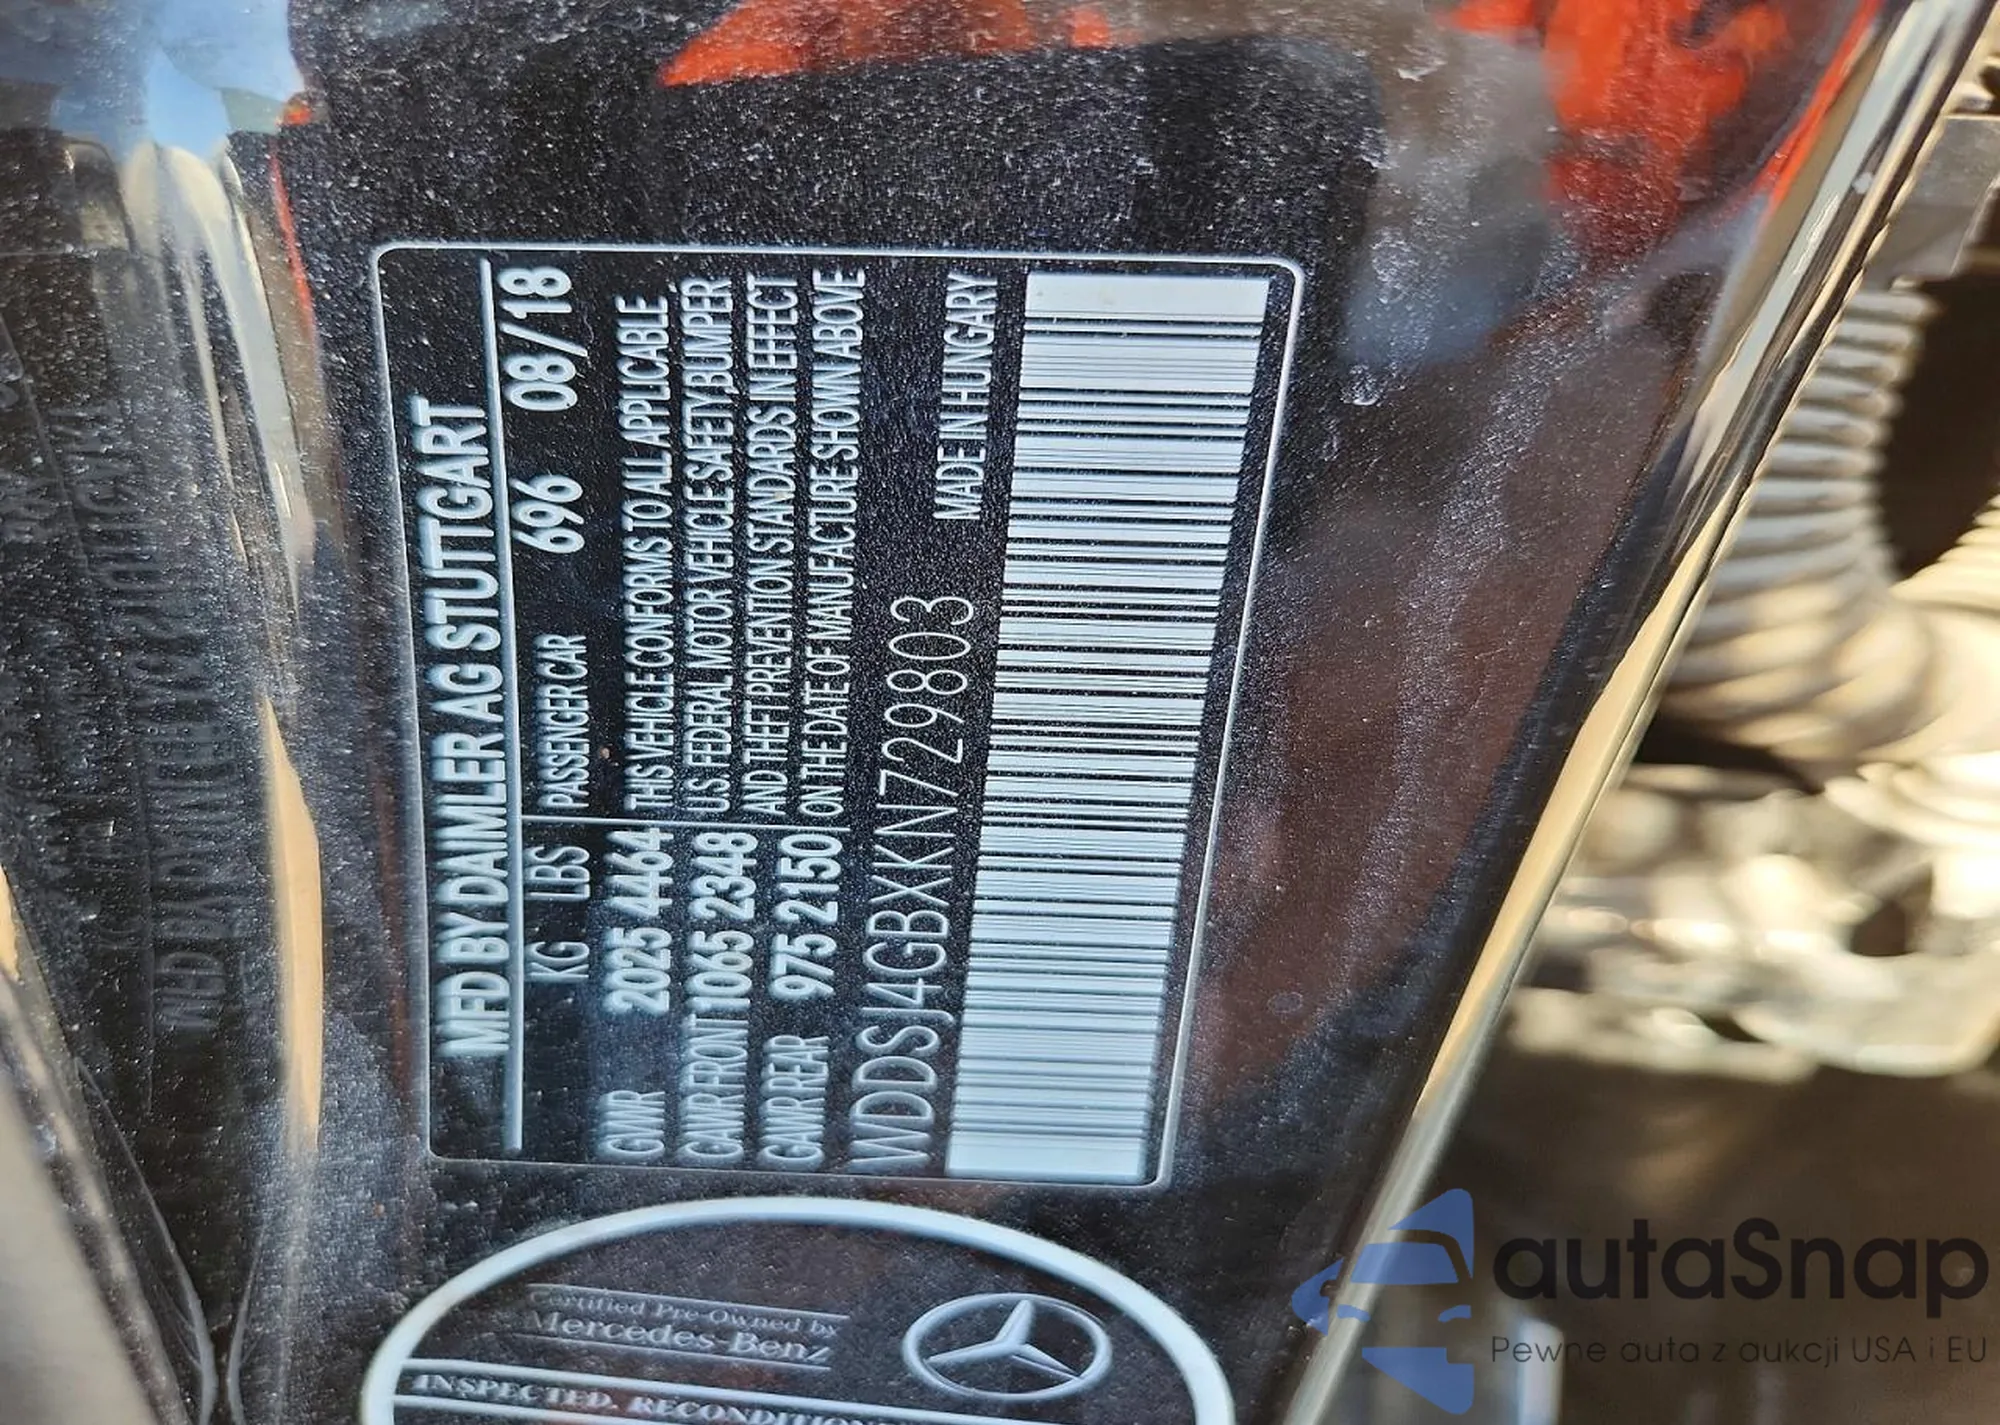 MFD BY DAIMLER AG STUTTGART
KG LBS PASSENGER CAR 696 08/18
GVWR 2025 4464 THIS VEHICLE CONFORMS TO ALL APPLICABLE
GAWR FRONT 1065 2348 U.S. FEDERAL MOTOR VEHICLE SAFETY, BUMPER
GAWR REAR 975 2150 AND THEFT PREVENTION STANDARDS IN EFFECT
ON THE DATE OF MANUFACTURE SHOWN ABOVE
WDDSJ4GBXKN729803 MADE IN HUNGARY
Certified Pre-Owned by
Mercedes-Benz
INSPECTED. RECONDITION
autaSnap
Pewne auta z aukcji USA i EU